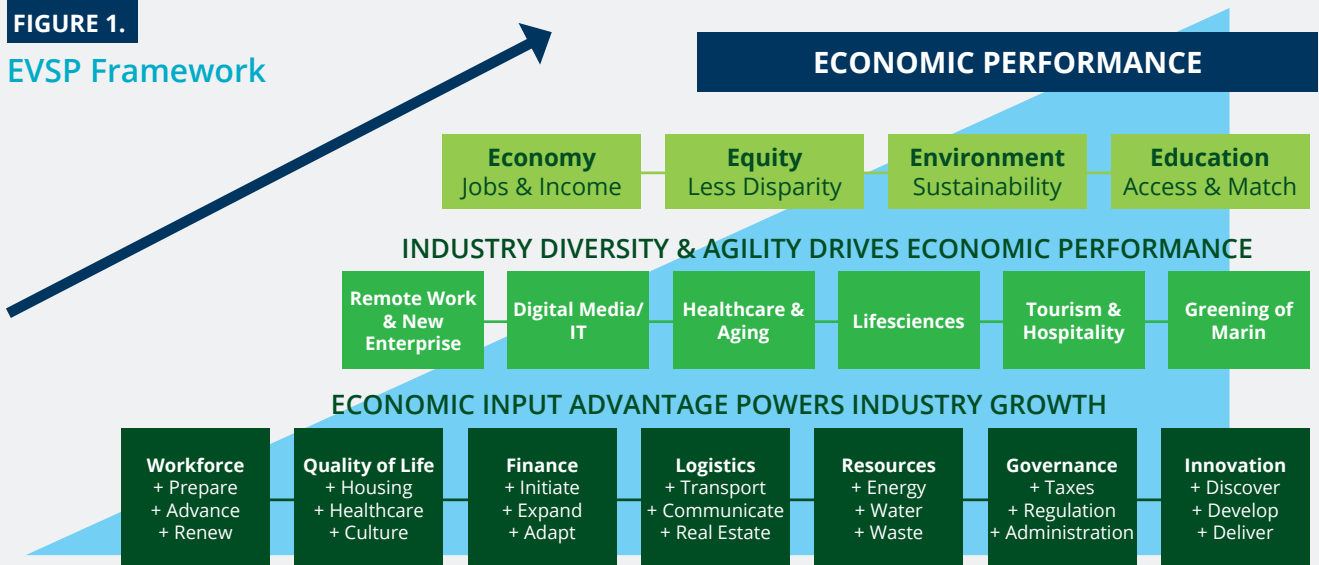 FIGURE 1.
EVSP Framework
ECONOMIC PERFORMANCE
Economy
Jobs & Income
Equity
Less Disparity
Environment
Sustainability
Education
Access & Match
INDUSTRY DIVERSITY & AGILITY DRIVES ECONOMIC PERFORMANCE
Remote Work
& New
Enterprise
Digital Media/
IT
Healthcare &
Aging
Lifesciences
Tourism &
Hospitality
Greening of
Marin
ECONOMIC INPUT ADVANTAGE POWERS INDUSTRY GROWTH
Workforce
+ Prepare
+ Advance
+ Renew
Quality of Life
+ Housing
+ Healthcare
+ Culture
Finance
+ Initiate
+ Expand
+ Adapt
Logistics
+ Transport
+ Communicate
+ Real Estate
Resources
+ Energy
+ Water
+ Waste
Governance
+ Taxes
+ Regulation
+ Administration
Innovation
+ Discover
+ Develop
+ Deliver